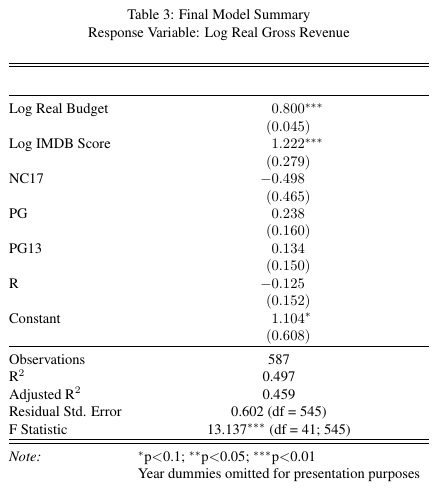 Table 3: Final Model Summary
Response Variable: Log Real Gross Revenue
Log Real Budget 0.800***
(0.045)
Log IMDB Score 1.222***
(0.279)
NC17 −0.498
(0.465)
PG 0.238
(0.160)
PG13 0.134
(0.150)
R −0.125
(0.152)
Constant 1.104*
(0.608)
Observations 587
R² 0.497
Adjusted R² 0.459
Residual Std. Error 0.602 (df = 545)
F Statistic 13.137*** (df = 41; 545)
Note: *p<0.1; **p<0.05; ***p<0.01
Year dummies omitted for presentation purposes